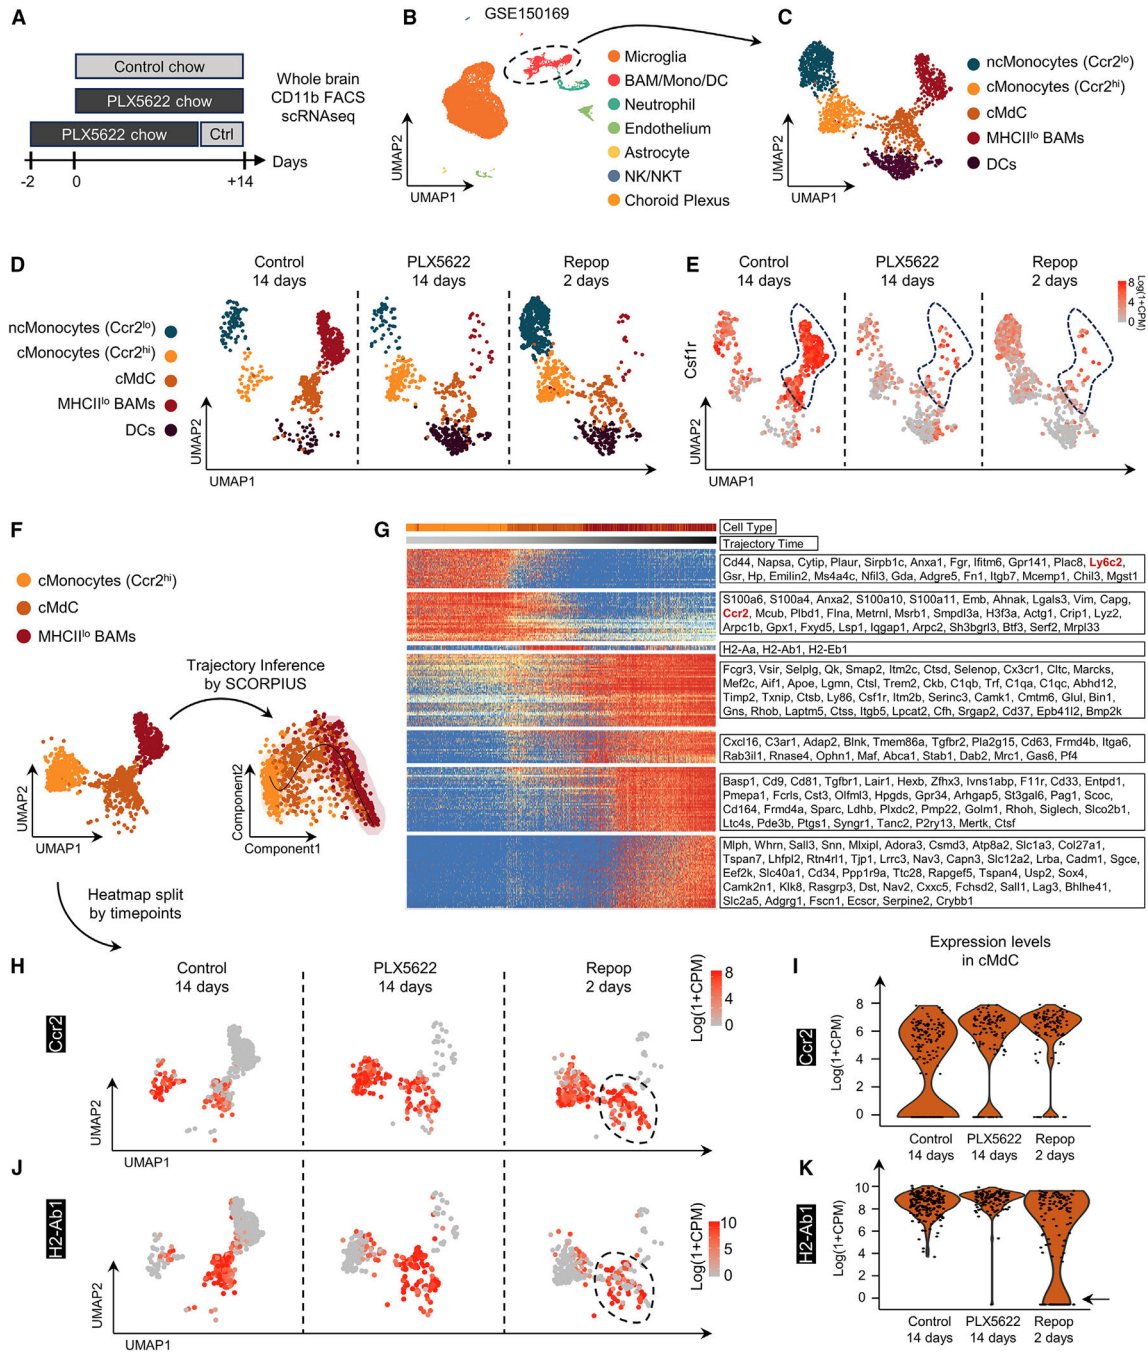 A
Control chow
PLX5622 chow
PLX5622 chow
Ctrl
Days
-2
0
+14
Whole brain
CD11b FACS
scRNAseq
B
GSE150169
UMAP2
UMAP1
Microglia
BAM/Mono/DC
Neutrophil
Endothelium
Astrocyte
NK/NKT
Choroid Plexus
C
UMAP2
UMAP1
ncMonocytes (Ccr2lo)
cMonocytes (Ccr2hi)
cMdC
MHCIIlo BAMs
DCs
D
Control
14 days
PLX5622
14 days
Repop
2 days
ncMonocytes (Ccr2lo)
cMonocytes (Ccr2hi)
cMdC
MHCIIlo BAMs
DCs
UMAP2
UMAP1
E
Control
14 days
PLX5622
14 days
Repop
2 days
8
4
0
Log(1+CPM)
Csf1r
UMAP2
UMAP1
F
cMonocytes (Ccr2hi)
cMdC
MHCIIlo BAMs
Trajectory Inference
by SCORPIUS
UMAP2
UMAP1
Component2
Component1
Heatmap split
by timepoints
G
Cell Type
Trajectory Time
Cd44, Napsa, Cytip, Plaur, Sirpb1c, Anxa1, Fgr, Ifitm6, Gpr141, Plac8, Ly6c2,
Gsr, Hp, Emilin2, Ms4a4c, Nfil3, Gda, Adgre5, Fn1, Itgb7, Mcemp1, Chil3, Mgst1
S100a6, S100a4, Anxa2, S100a10, S100a11, Emb, Ahnak, Lgals3, Vim, Capg,
Ccr2, Mcub, Plbd1, Flna, Metrnl, Msrb1, Smpdl3a, H3f3a, Actg1, Crip1, Lyz2,
Arpc1b, Gpx1, Fxyd5, Lsp1, Iqgap1, Arpc2, Sh3bgrl3, Btf3, Serf2, Mrpl33
H2-Aa, H2-Ab1, H2-Eb1
Fcgr3, Vsir, Selplg, Qk, Smap2, Itm2c, Ctsd, Selenop, Cx3cr1, Cltc, Marcks,
Mef2c, Aif1, Apoe, Lgmn, Ctsl, Trem2, Ckb, C1qb, Trf, C1qa, C1qc, Abhd12,
Timp2, Txnip, Ctsb, Ly86, Csf1r, Itm2b, Serinc3, Camk1, Cmtm6, Glul, Bin1,
Gns, Rhob, Laptm5, Ctss, Itgb5, Lpcat2, Cfh, Srgap2, Cd37, Epb41l2, Bmp2k
Cxcl16, C3ar1, Adap2, Blnk, Tmem86a, Tgfbr2, Pla2g15, Cd63, Frmd4b, Itga6,
Rab3il1, Rnase4, Ophn1, Maf, Abca1, Stab1, Dab2, Mrc1, Gas6, Pf4
Basp1, Cd9, Cd81, Tgfbr1, Lair1, Hexb, Zfhx3, Ivns1abp, F11r, Cd33, Entpd1,
Pmepa1, Fcrls, Cst3, Olfml3, Hpgds, Gpr34, Arhgap5, St3gal6, Pag1, Scoc,
Cd164, Frmd4a, Sparc, Ldhb, Plxdc2, Pmp22, Golm1, Rhoh, Siglech, Slco2b1,
Ltc4s, Pde3b, Ptgs1, Syngr1, Tanc2, P2ry13, Mertk, Ctsf
Mlph, Whrn, Sall3, Snn, Mlxipl, Adora3, Csmd3, Atp8a2, Slc1a3, Col27a1,
Tspan7, Lhfpl2, Rtn4rl1, Tjp1, Lrrc3, Nav3, Capn3, Slc12a2, Lrba, Cadm1, Sgce,
Eef2k, Slc40a1, Cd34, Ppp1r9a, Ttc28, Rapgef5, Tspan4, Usp2, Sox4,
Camk2n1, Klk8, Rasgrp3, Dst, Nav2, Cxxc5, Fchsd2, Sall1, Lag3, Bhlhe41,
Slc2a5, Adgrg1, Fscn1, Ecscr, Serpine2, Crybb1
H
Control
14 days
PLX5622
14 days
Repop
2 days
Log(1+CPM)
8
4
0
Ccr2
UMAP2
UMAP1
I
Expression levels
in cMdC
Ccr2
Log(1+CPM)
8
6
4
2
0
Control
14 days
PLX5622
14 days
Repop
2 days
J
H2-Ab1
Log(1+CPM)
10
5
0
UMAP2
UMAP1
K
H2-Ab1
Log(1+CPM)
10
8
6
4
2
0
Control
14 days
PLX5622
14 days
Repop
2 days